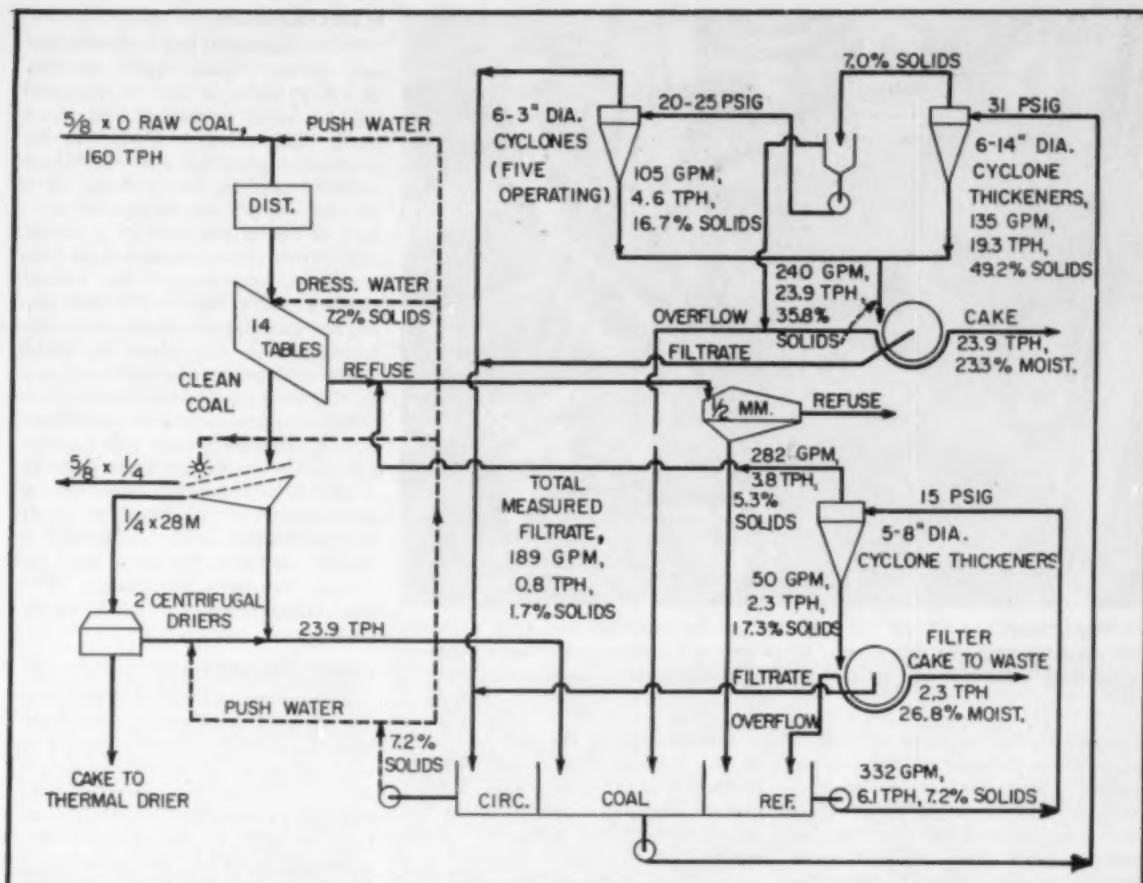 5/8 x 0 RAW COAL,
160 TPH
PUSH WATER
DIST.
DRESS. WATER
7.2% SOLIDS
14
TABLES
REFUSE
CLEAN
COAL
5/8 x 1/4
1/4 x 28M
2 CENTRIFUGAL
DRIERS
23.9 TPH
PUSH WATER
CAKE TO
THERMAL DRIER
7.2%
SOLIDS
6-3" DIA.
CYCLONES
(FIVE
OPERATING)
20-25 PSIG
105 GPM,
4.6 TPH,
16.7% SOLIDS
7.0% SOLIDS
31 PSIG
6-14" DIA.
CYCLONE
THICKENERS,
135 GPM,
19.3 TPH,
49.2% SOLIDS
240 GPM,
23.9 TPH,
35.8%
SOLIDS
OVERFLOW
FILTRATE
CAKE
23.9 TPH,
23.3% MOIST.
1/2 MM.
REFUSE
282 GPM,
3.8 TPH,
5.3%
SOLIDS
TOTAL
MEASURED
FILTRATE,
189 GPM,
0.8 TPH,
1.7% SOLIDS
15 PSIG
5-8" DIA.
CYCLONE THICKENERS
50 GPM,
2.3 TPH,
17.3% SOLIDS
FILTER
CAKE TO WASTE
2.3 TPH
26.8% MOIST.
FILTRATE
OVERFLOW
CIRC.
COAL
REF.
332 GPM,
6.1 TPH, 7.2% SOLIDS